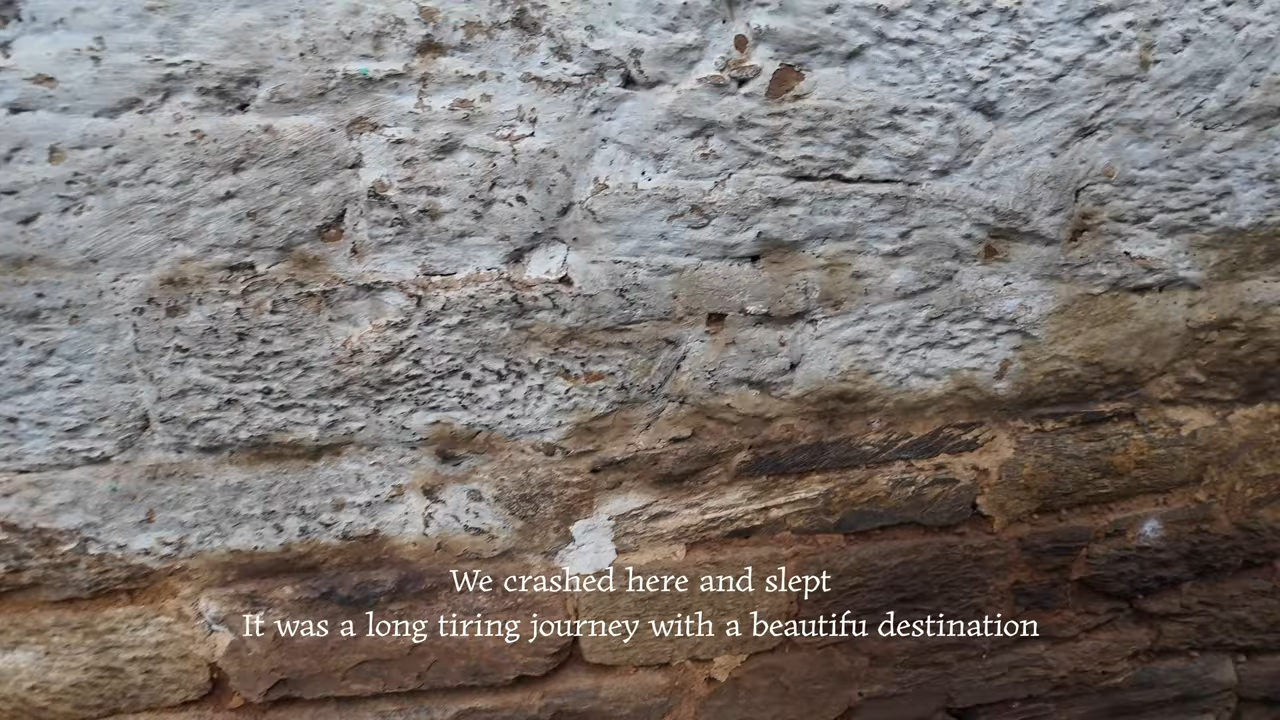 We crashed here and slept
It was a long tiring journey with a beautifu destination